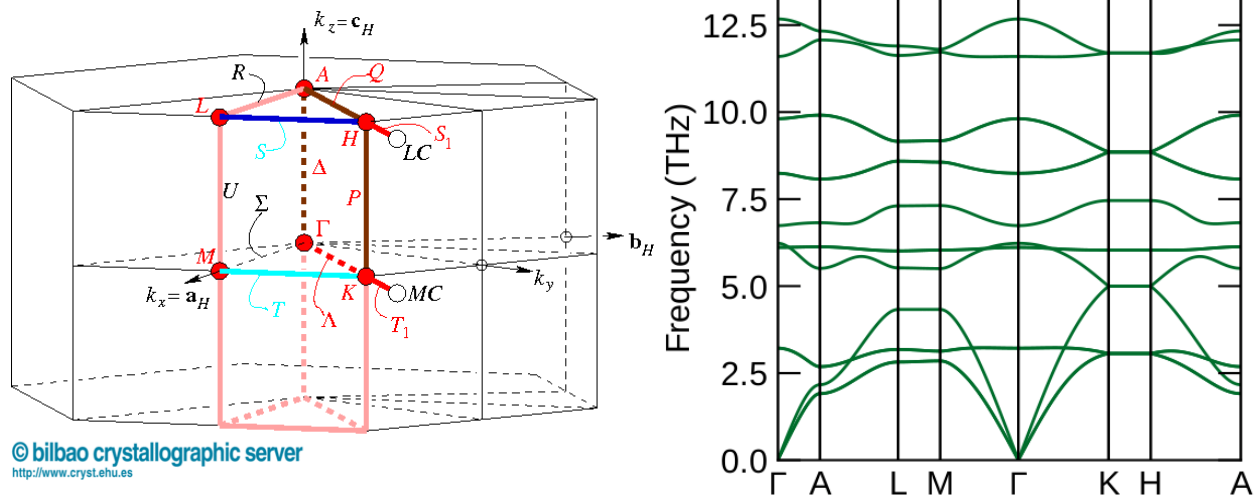 k_z = c_H
R
A
Q
L
H
S_1
LC
S
Δ
U
P
Σ
Γ
b_H
M
k_y
K
MC
k_x = a_H
T
Λ
T_1
© bilbao crystallographic server
http://www.cryst.ehu.es
Frequency (THz)
12.5
10.0
7.5
5.0
2.5
0.0
Γ A L M Γ K H A